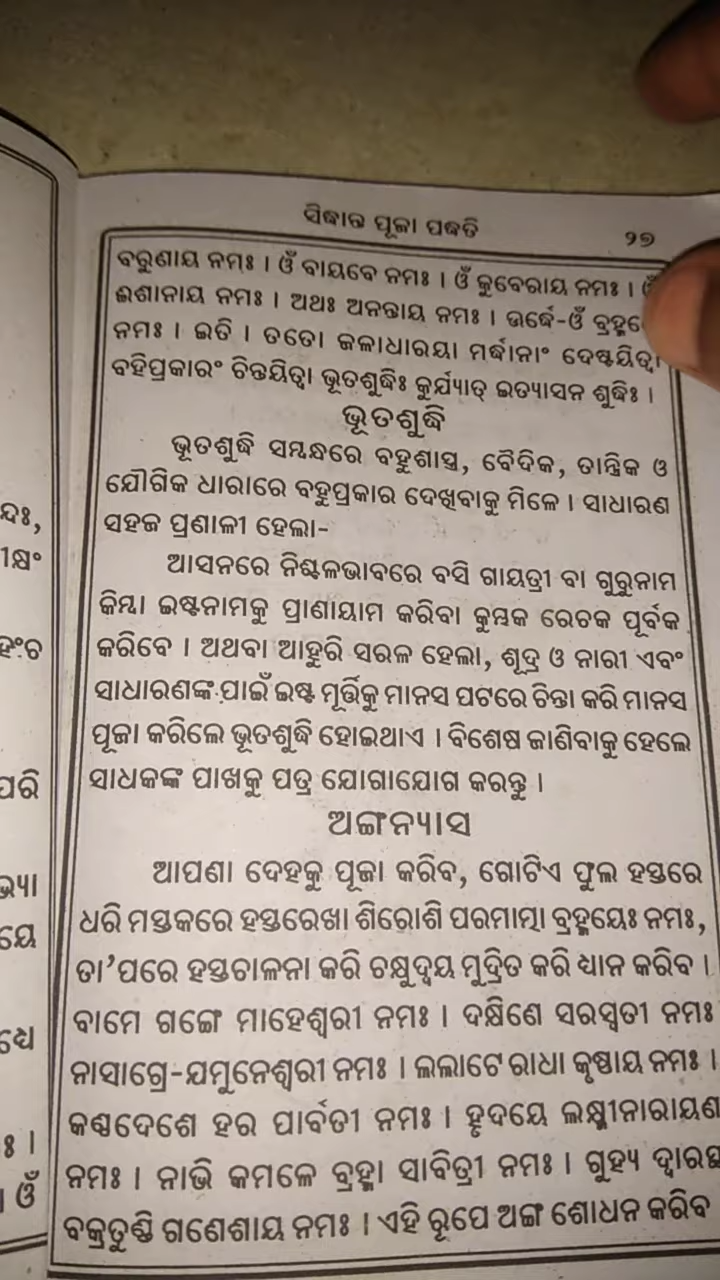 ସିଦ୍ଧାନ୍ତ ପୂଜା ପଦ୍ଧତି ୨୭
ବରୁଣାୟ ନମଃ । ଓଁ ବାୟବେ ନମଃ । ଓଁ କୁବେରାୟ ନମଃ । ଓଁ
ଈଶାନାୟ ନମଃ । ଅଥଃ ଅନନ୍ତାୟ ନମଃ । ଉର୍ଦ୍ଧେ-ଓଁ
ନମଃ । ଇତି । ତତୋ ଜଳାଧାରୟା ମର୍ଦ୍ଧାନାଂ ଦେଷ୍ଟୟିତ୍ୱା
ବହିପ୍ରକାରଂ ଚିନ୍ତୟିତ୍ୱା ଭୂତଶୁଦ୍ଧିଃ କୁର୍ଯ୍ୟାତ୍ ଇତ୍ୟାସନ ଶୁଦ୍ଧିଃ ।
ଭୂତଶୁଦ୍ଧି
ଭୂତଶୁଦ୍ଧି ସମ୍ଵନ୍ଧରେ ବହୁଶାସ୍ତ୍ର, ବୈଦିକ, ତାନ୍ତ୍ରିକ ଓ
ଯୌଗିକ ଧାରାରେ ବହୁପ୍ରକାର ଦେଖିବାକୁ ମିଳେ । ସାଧାରଣ
ସହଜ ପ୍ରଣାଳୀ ହେଲା-
ଆସନରେ ନିଶ୍ଚଳଭାବରେ ବସି ଗାୟତ୍ରୀ ବା ଗୁରୁନାମ
କିମ୍ଵା ଇଷ୍ଟନାମକୁ ପ୍ରାଣାୟାମ କରିବା କୁମ୍ଭକ ରେଚକ ପୂର୍ବକ
କରିବେ । ଅଥବା ଆହୁରି ସରଳ ହେଲା, ଶୂଦ୍ର ଓ ନାରୀ ଏବଂ
ସାଧାରଣଙ୍କ ପାଇଁ ଇଷ୍ଟ ମୂର୍ତ୍ତିକୁ ମାନସ ପଟରେ ଚିନ୍ତା କରି ମାନସ
ପୂଜା କରିଲେ ଭୂତଶୁଦ୍ଧି ହୋଇଥାଏ । ବିଶେଷ ଜାଣିବାକୁ ହେଲେ
ସାଧକଙ୍କ ପାଖକୁ ପତ୍ର ଯୋଗାଯୋଗ କରନ୍ତୁ ।
ଅଙ୍ଗନ୍ୟାସ
ଆପଣା ଦେହକୁ ପୂଜା କରିବ, ଗୋଟିଏ ଫୁଲ ହସ୍ତରେ
ଧରି ମସ୍ତକରେ ହସ୍ତରେଖା ଶିରୋଶି ପରମାତ୍ମା ବ୍ରହ୍ମୟେଃ ନମଃ,
ତା’ପରେ ହସ୍ତଚାଳନା କରି ଚକ୍ଷୁଦ୍ୱୟ ମୁଦ୍ରିତ କରି ଧ୍ୟାନ କରିବ ।
ବାମେ ଗଙ୍ଗେ ମାହେଶ୍ୱରୀ ନମଃ । ଦକ୍ଷିଣେ ସରସ୍ୱତୀ ନମଃ
ନାସାଗ୍ରେ-ଯମୁନେଶ୍ୱରୀ ନମଃ । ଲଲାଟେ ରାଧା କୃଷ୍ଣାୟ ନମଃ ।
କଣ୍ଠଦେଶେ ହର ପାର୍ବତୀ ନମଃ । ହୃଦୟେ ଲକ୍ଷ୍ମୀନାରାୟଣ
ନମଃ । ନାଭି କମଳେ ବ୍ରହ୍ମା ସାବିତ୍ରୀ ନମଃ । ଗୁହ୍ୟ ଦ୍ୱାରସ୍ଥ
ବକ୍ରତୁଣ୍ଡି ଗଣେଶାୟ ନମଃ । ଏହି ରୂପେ ଅଙ୍ଗ ଶୋଧନ କରିବ